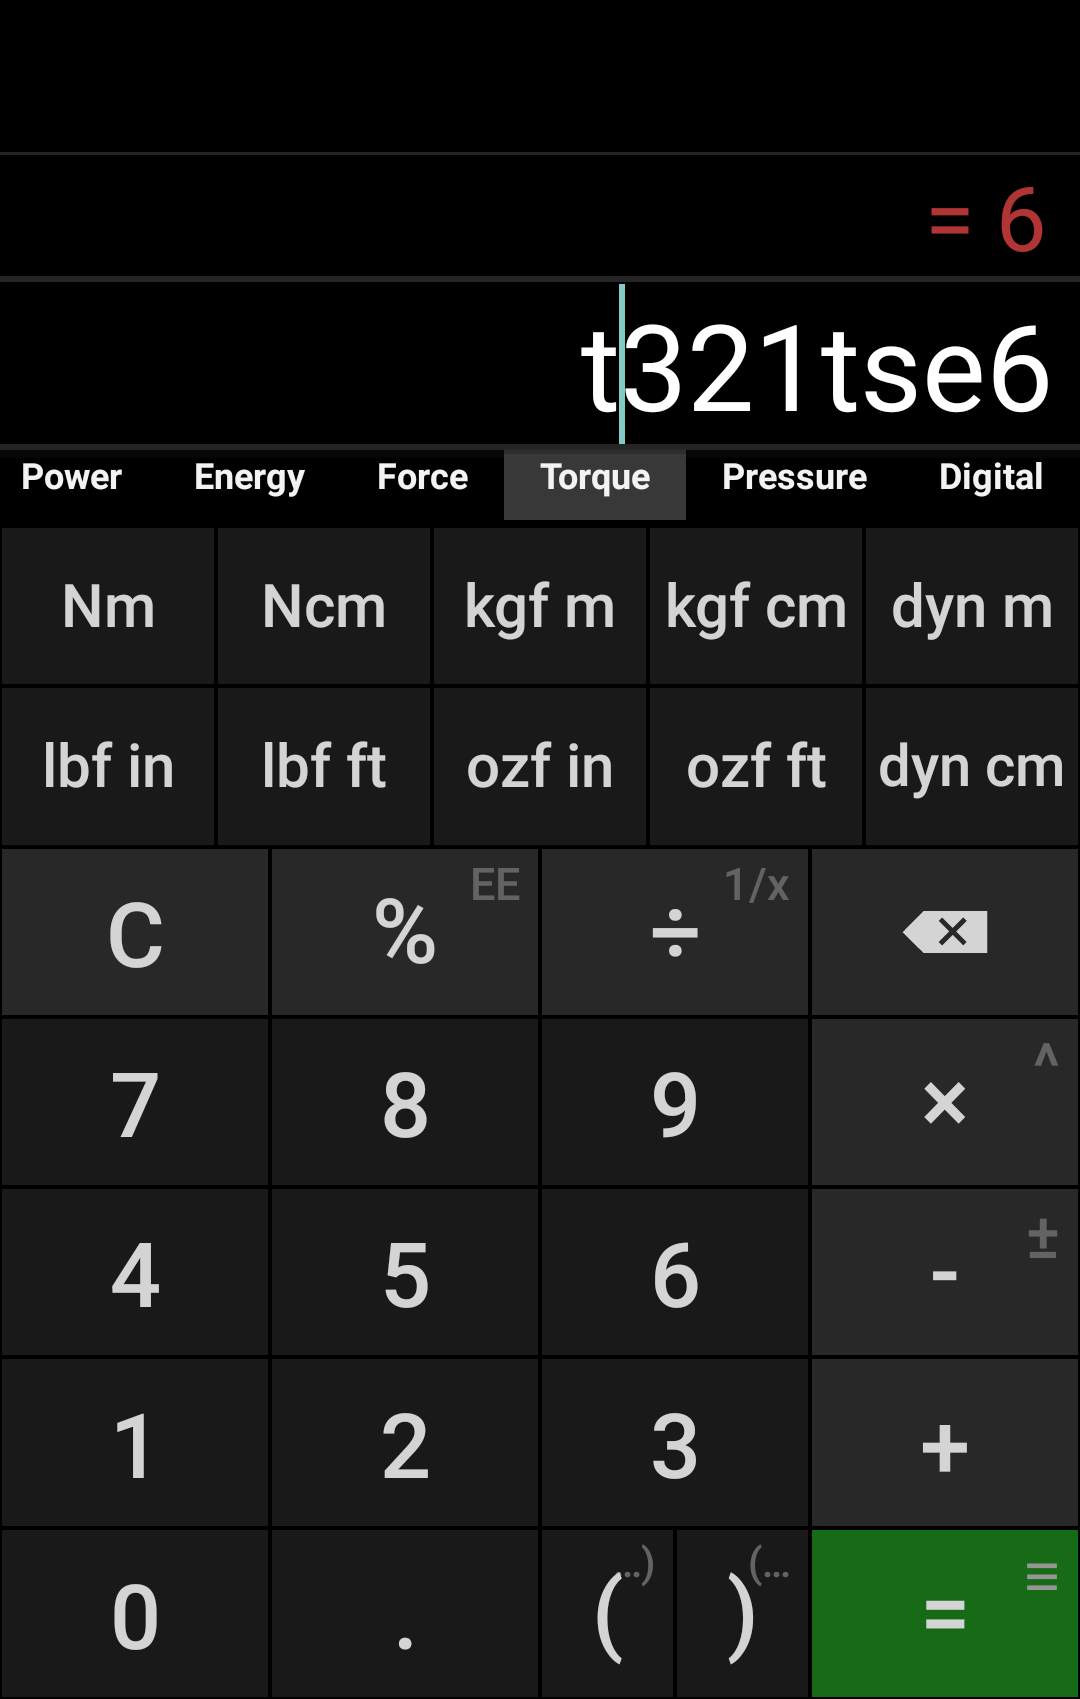 = 6
t321tse6
Power Energy Force Torque Pressure Digital
Nm Ncm kgf m kgf cm dyn m
lbf in lbf ft ozf in ozf ft dyn cm
C % EE ÷ 1/x
7 8 9 × ^
4 5 6 - ±
1 2 3 +
0 . ( ..) ) (... = ≡